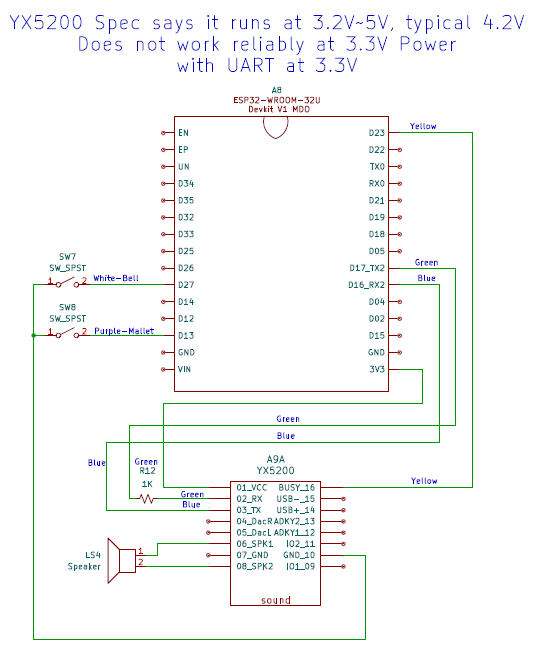 YX5200 Spec says it runs at 3.2V~5V, typical 4.2V
Does not work reliably at 3.3V Power
with UART at 3.3V
A8
ESP32-WROOM-32U
Devkit V1 MDO
EN
EP
UN
D34
D35
D32
D33
D25
D26
D27
D14
D12
D13
GND
VIN
D23
D22
TX0
RX0
D21
D19
D18
D05
D17_TX2
D16_RX2
D04
D02
D15
GND
3V3
Yellow
Green
Blue
SW7
SW_SPST
1
2
White-Bell
SW8
SW_SPST
1
2
Purple-Mallet
Green
Blue
Blue
Green
R12
1K
Green
Blue
A9A
YX5200
Yellow
01_VCC
02_RX
03_TX
04_DacR
05_DacL
06_SPK1
07_GND
08_SPK2
BUSY_16
USB-_15
USB+_14
ADKY2_13
ADKY1_12
IO2_11
GND_10
IO1_09
sound
LS4
Speaker
1
2